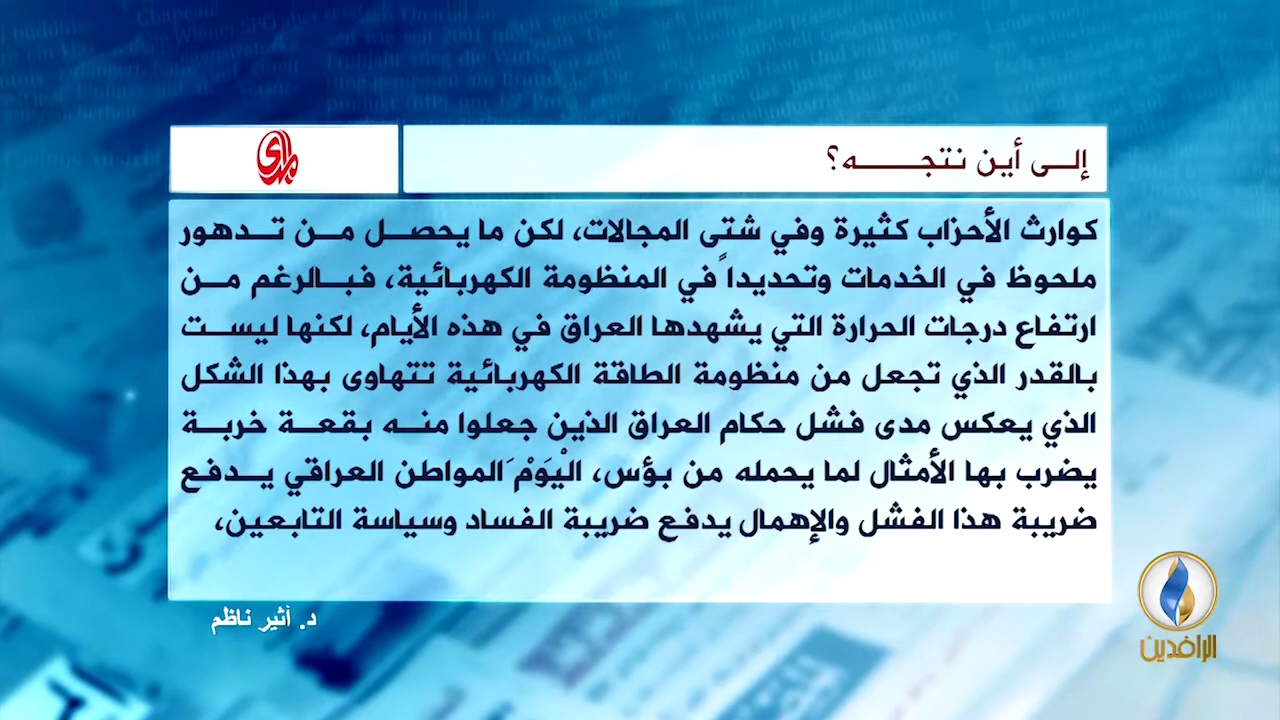 إلى أين نتجه؟
كوارث الأحزاب كثيرة وفي شتى المجالات، لكن ما يحصل من تدهور
ملحوظ في الخدمات وتحديداً في المنظومة الكهربائية، فبالرغم من
ارتفاع درجات الحرارة التي يشهدها العراق في هذه الأيام، لكنها ليست
بالقدر الذي تجعل من منظومة الطاقة الكهربائية تتهاوى بهذا الشكل
الذي يعكس مدى فشل حكام العراق الذين جعلوا منه بقعة خربة
يضرب بها الأمثال لما يحمله من بؤس، الْيَوْمَ المواطن العراقي يدفع
ضريبة هذا الفشل والإهمال يدفع ضريبة الفساد وسياسة التابعين،
د. أثير ناظم
الرافدين